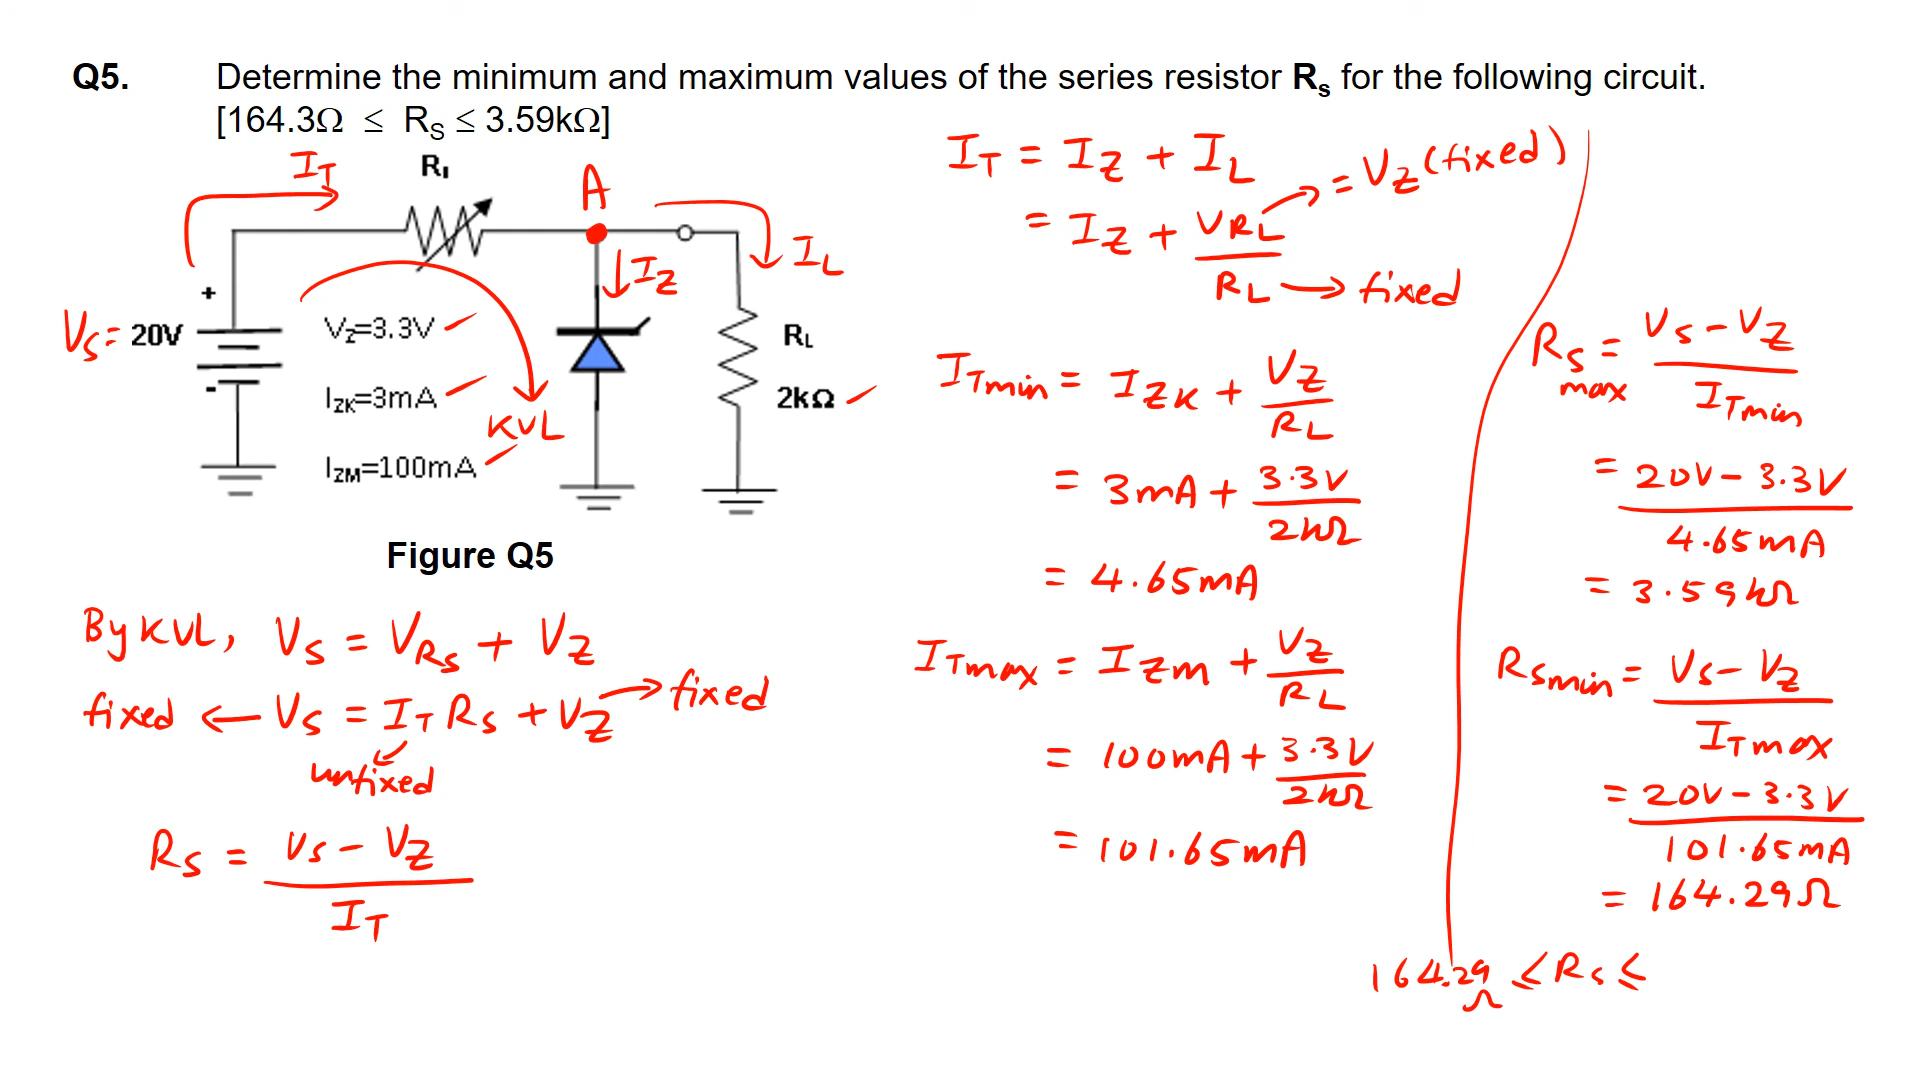 Q5. Determine the minimum and maximum values of the series resistor Rs for the following circuit.
[164.3Ω ≤ RS ≤ 3.59kΩ]
IT
R1
A
IZ
IL
+
VS = 20V
-
VZ=3.3V
IZK=3mA
IZM=100mA
KVL
RL
2kΩ
Figure Q5
By KVL, VS = VRS + VZ
fixed ← VS = IT RS + VZ → fixed
unfixed
RS = VS - VZ
IT
IT = IZ + IL
= VZ (fixed)
= IZ + VRL
RL → fixed
ITmin = IZK + VZ
RL
= 3mA + 3.3V
2kΩ
= 4.65mA
ITmax = IZM + VZ
RL
= 100mA + 3.3V
2kΩ
= 101.65mA
RS max = VS - VZ
ITmin
= 20V - 3.3V
4.65mA
= 3.59kΩ
RSmin = VS - VZ
ITmax
= 20V - 3.3V
101.65mA
= 164.29Ω
164.29Ω ≤ RS ≤